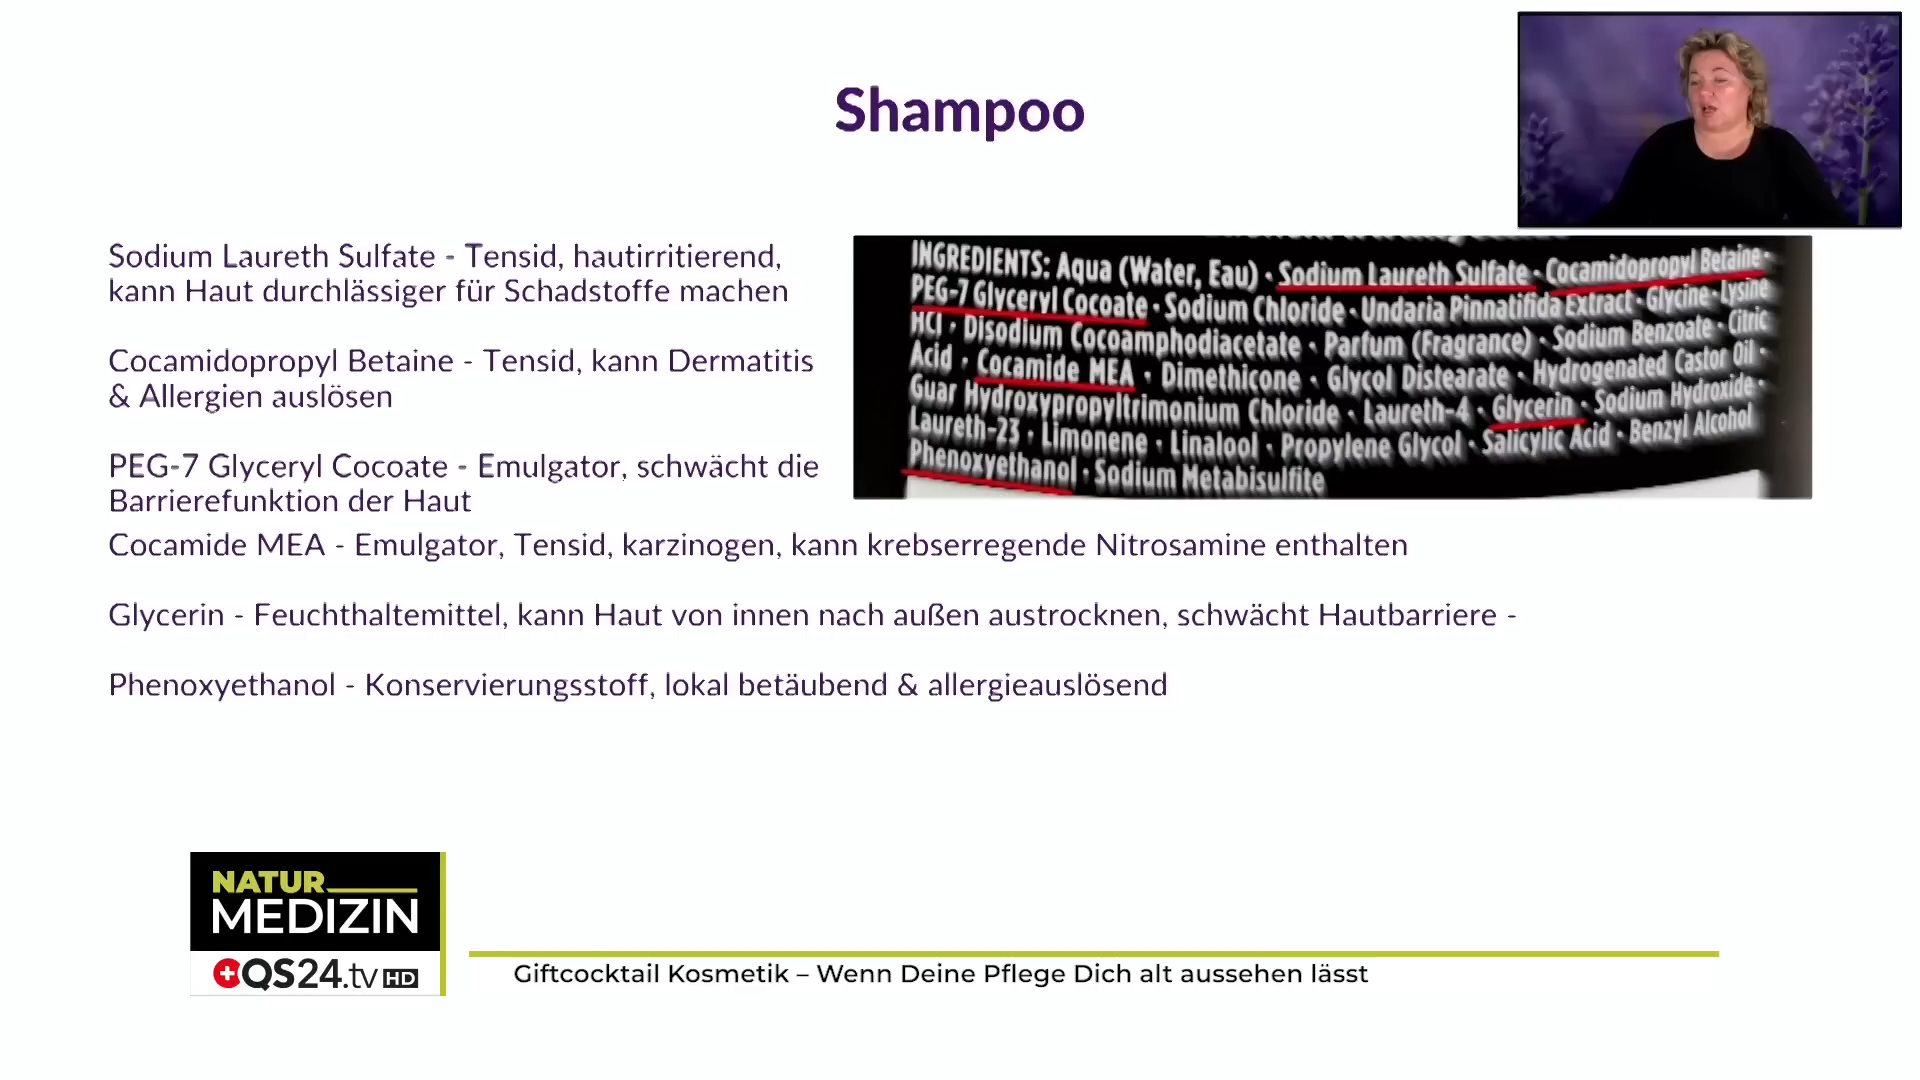 Shampoo
Sodium Laureth Sulfate - Tensid, hautirritierend,
kann Haut durchlässiger für Schadstoffe machen
Cocamidopropyl Betaine - Tensid, kann Dermatitis
& Allergien auslösen
PEG-7 Glyceryl Cocoate - Emulgator, schwächt die
Barrierefunktion der Haut
INGREDIENTS: Aqua (Water, Eau) • Sodium Laureth Sulfate • Cocamidopropyl Betaine •
PEG-7 Glyceryl Cocoate • Sodium Chloride • Undaria Pinnatifida Extract • Glycine • Lysine
HCl • Disodium Cocoamphodiacetate • Parfum (Fragrance) • Sodium Benzoate • Citric
Acid • Cocamide MEA • Dimethicone • Glycol Distearate • Hydrogenated Castor Oil •
Guar Hydroxypropyltrimonium Chloride • Laureth-4 • Glycerin • Sodium Hydroxide •
Laureth-23 • Limonene • Linalool • Propylene Glycol • Salicylic Acid • Benzyl Alcohol
Phenoxyethanol • Sodium Metabisulfite
Cocamide MEA - Emulgator, Tensid, karzinogen, kann krebserregende Nitrosamine enthalten
Glycerin - Feuchthaltemittel, kann Haut von innen nach außen austrocknen, schwächt Hautbarriere -
Phenoxyethanol - Konservierungsstoff, lokal betäubend & allergieauslösend
NATUR
MEDIZIN
QS24.tv HD
Giftcocktail Kosmetik – Wenn Deine Pflege Dich alt aussehen lässt